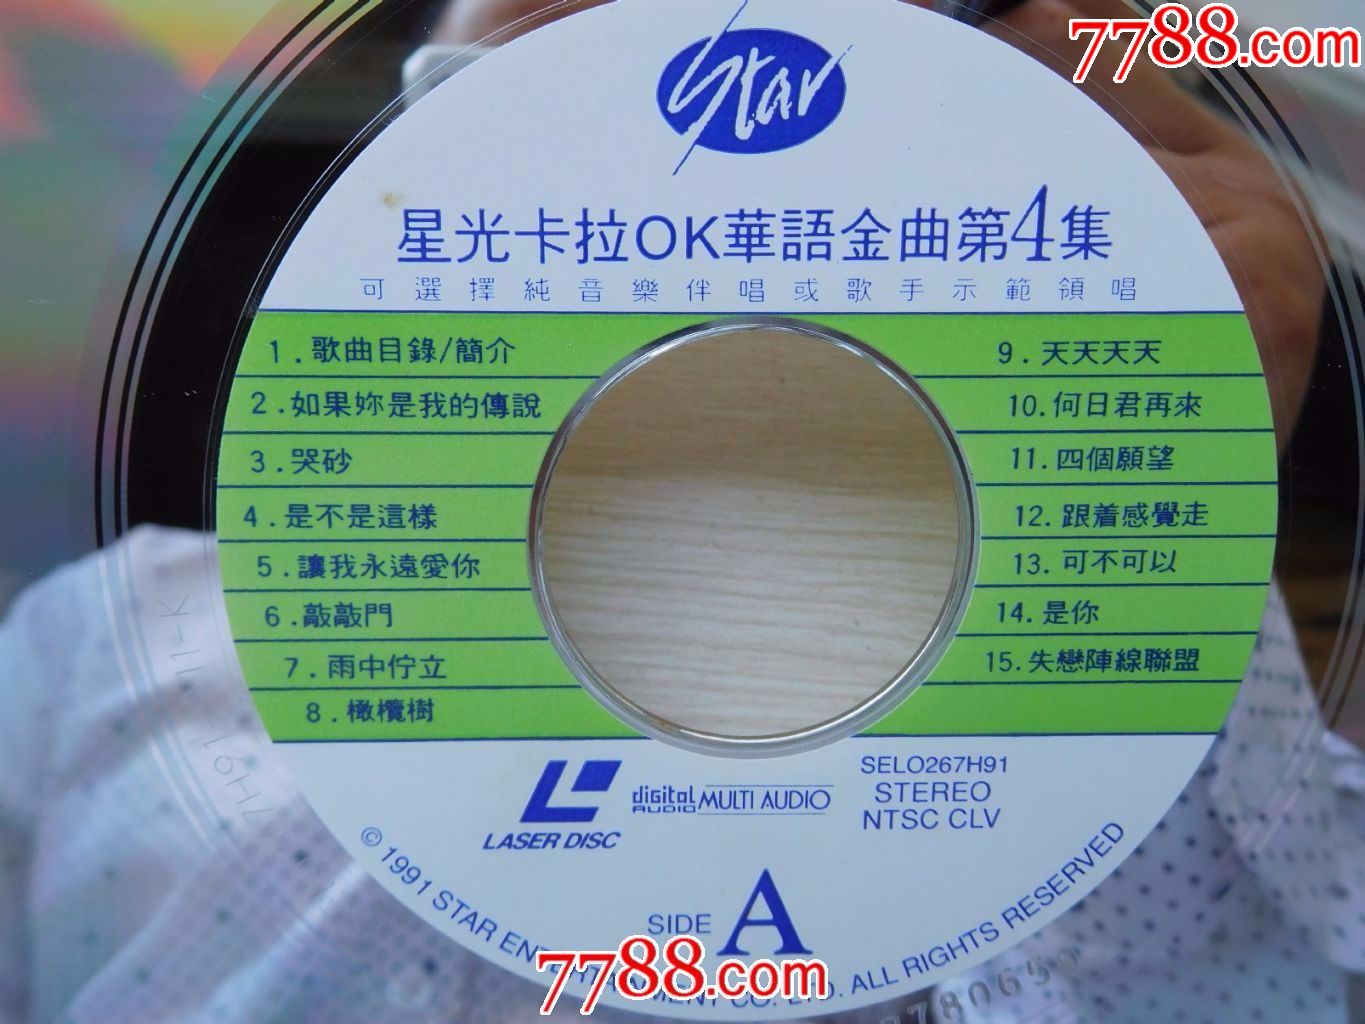 7788.com
Star
星光卡拉OK華語金曲第4集
可選擇純音樂伴唱或歌手示範領唱
1.歌曲目錄/簡介
2.如果妳是我的傳說
3.哭砂
4.是不是這樣
5.讓我永遠愛你
6.敲敲門
7.雨中佇立
8.橄欖樹
9.天天天天
10.何日君再來
11.四個願望
12.跟着感覺走
13.可不可以
14.是你
15.失戀陣線聯盟
LASER DISC
digital AUDIO MULTI AUDIO
SELO267H91
STEREO
NTSC CLV
SIDE A
©1991 STAR ENTERTAINMENT CO. LTD. ALL RIGHTS RESERVED
7788.com